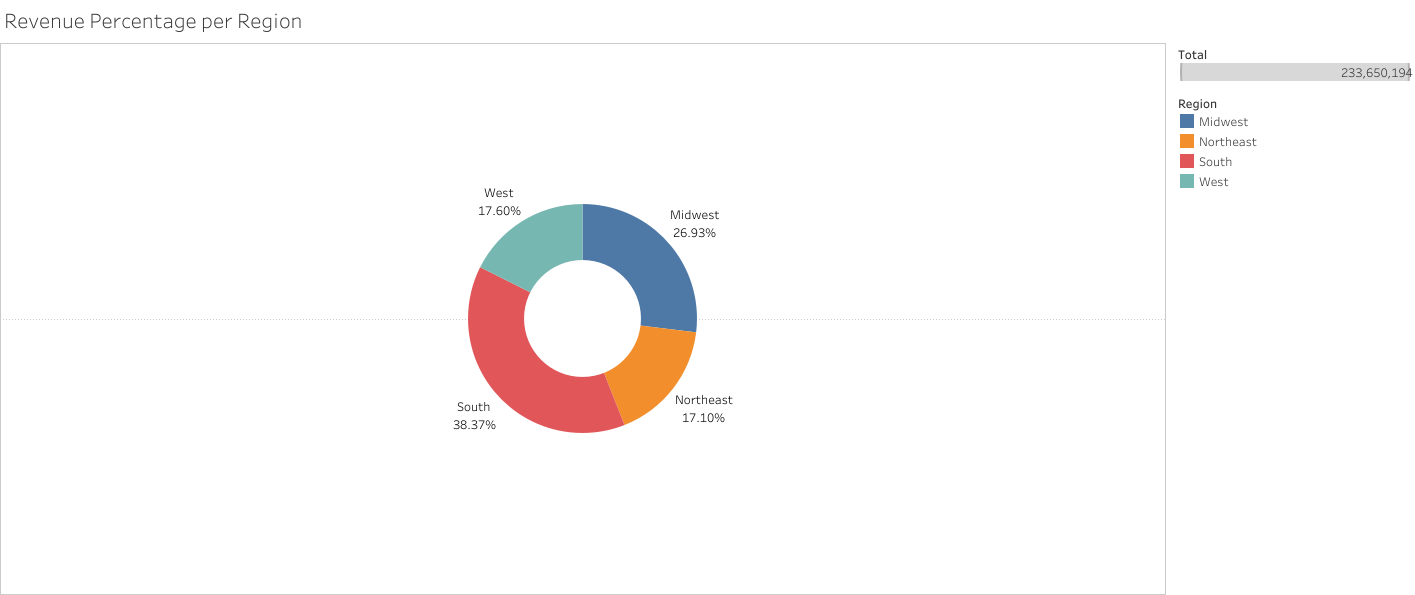 Revenue Percentage per Region
Total
233,650,194
Region
Midwest
Northeast
South
West
West
17.60%
Midwest
26.93%
South
38.37%
Northeast
17.10%